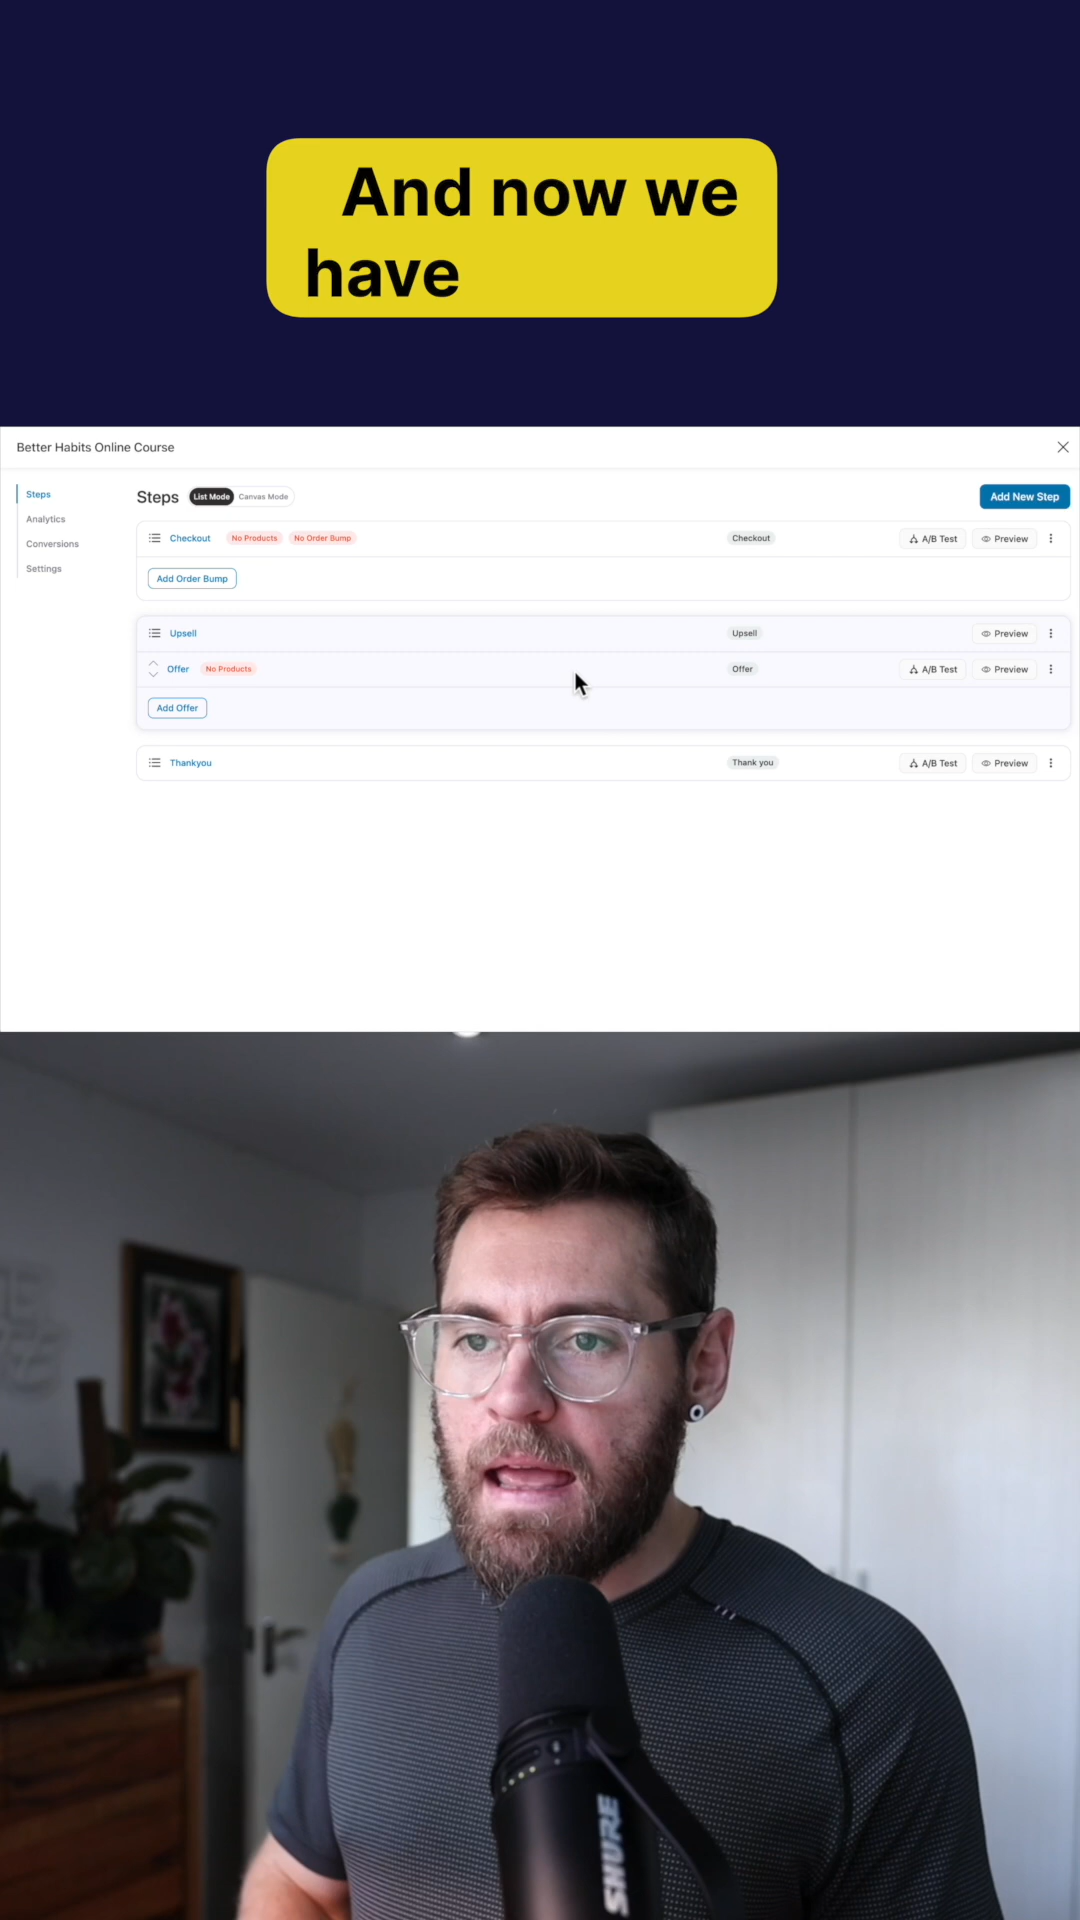 And now we
have
Better Habits Online Course
Steps
Analytics
Conversions
Settings
Steps List Mode Canvas Mode Add New Step
Checkout No Products No Order Bump Checkout A/B Test Preview
Add Order Bump
Upsell Upsell Preview
Offer No Products Offer A/B Test Preview
Add Offer
Thankyou Thank you A/B Test Preview
SHURE